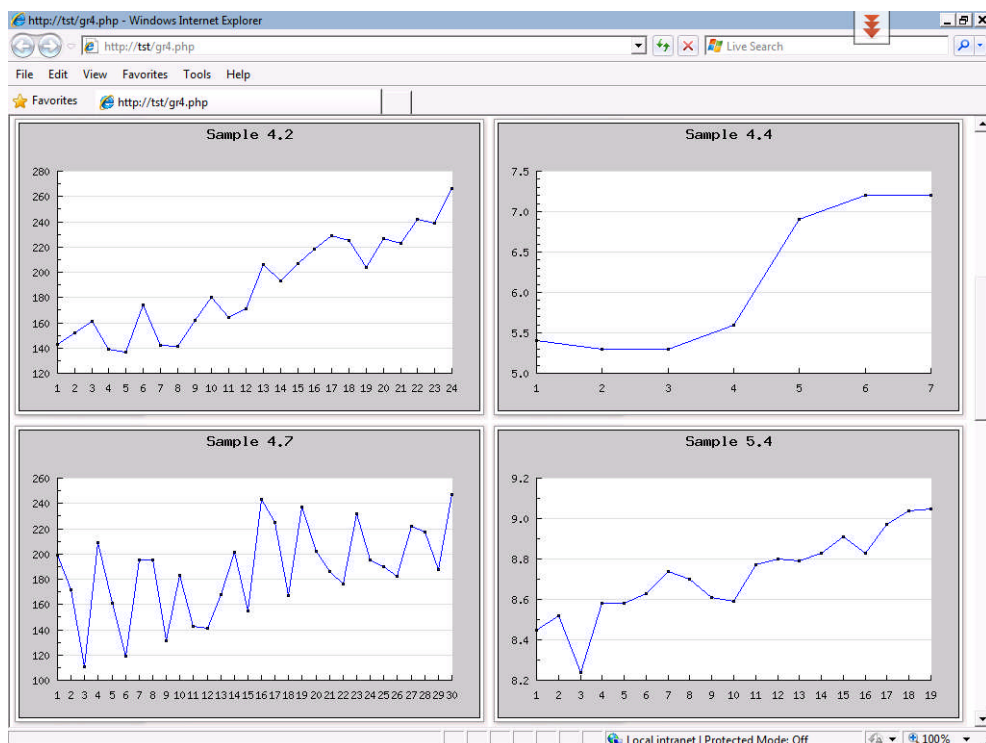 http://tst/gr4.php - Windows Internet Explorer
http://tst/gr4.php
Live Search
File Edit View Favorites Tools Help
Favorites
http://tst/gr4.php
Sample 4.2
280
260
240
220
200
180
160
140
120
1 2 3 4 5 6 7 8 9 10 11 12 13 14 15 16 17 18 19 20 21 22 23 24
Sample 4.4
7.5
7.0
6.5
6.0
5.5
5.0
1 2 3 4 5 6 7
Sample 4.7
260
240
220
200
180
160
140
120
100
1 2 3 4 5 6 7 8 9 10 11 12 13 14 15 16 17 18 19 20 21 22 23 24 25 26 27 28 29 30
Sample 5.4
9.2
9.0
8.8
8.6
8.4
8.2
1 2 3 4 5 6 7 8 9 10 11 12 13 14 15 16 17 18 19
Local intranet | Protected Mode: Off
100%